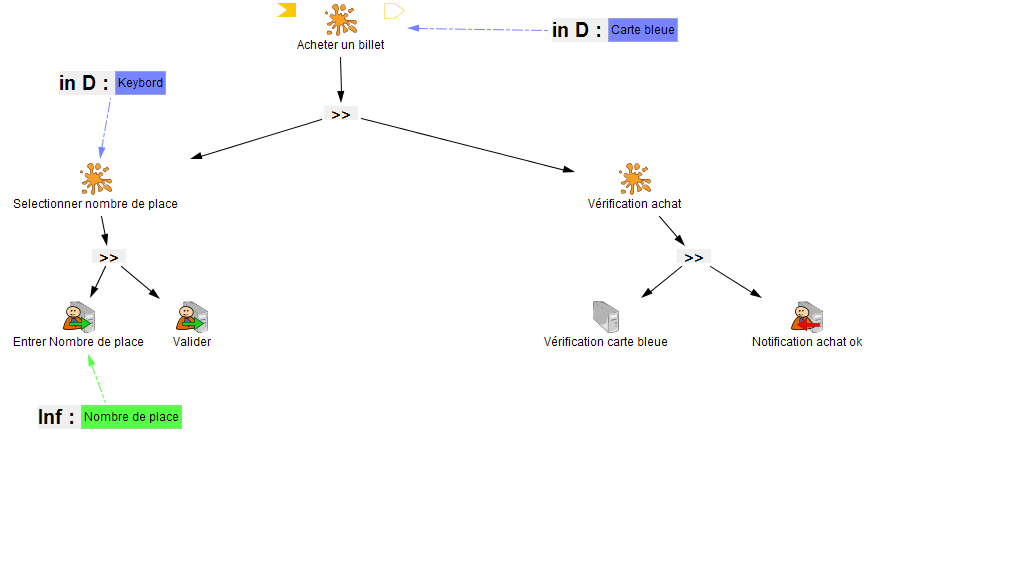 in D : Carte bleue
Acheter un billet
in D : Keybord
>>
Selectionner nombre de place
Vérification achat
>>
>>
Entrer Nombre de place
Valider
Vérification carte bleue
Notification achat ok
Inf : Nombre de place